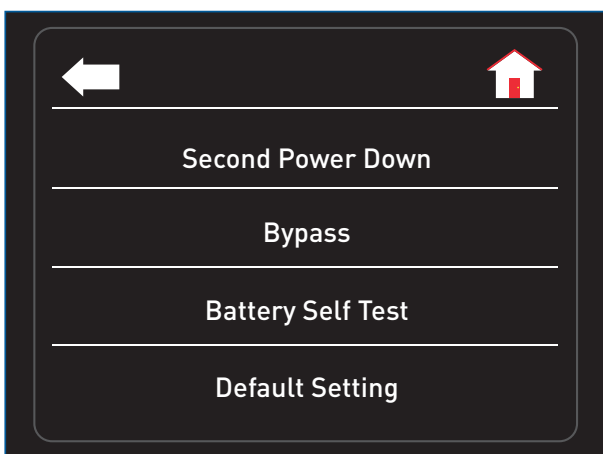 Second Power Down
Bypass
Battery Self Test
Default Setting